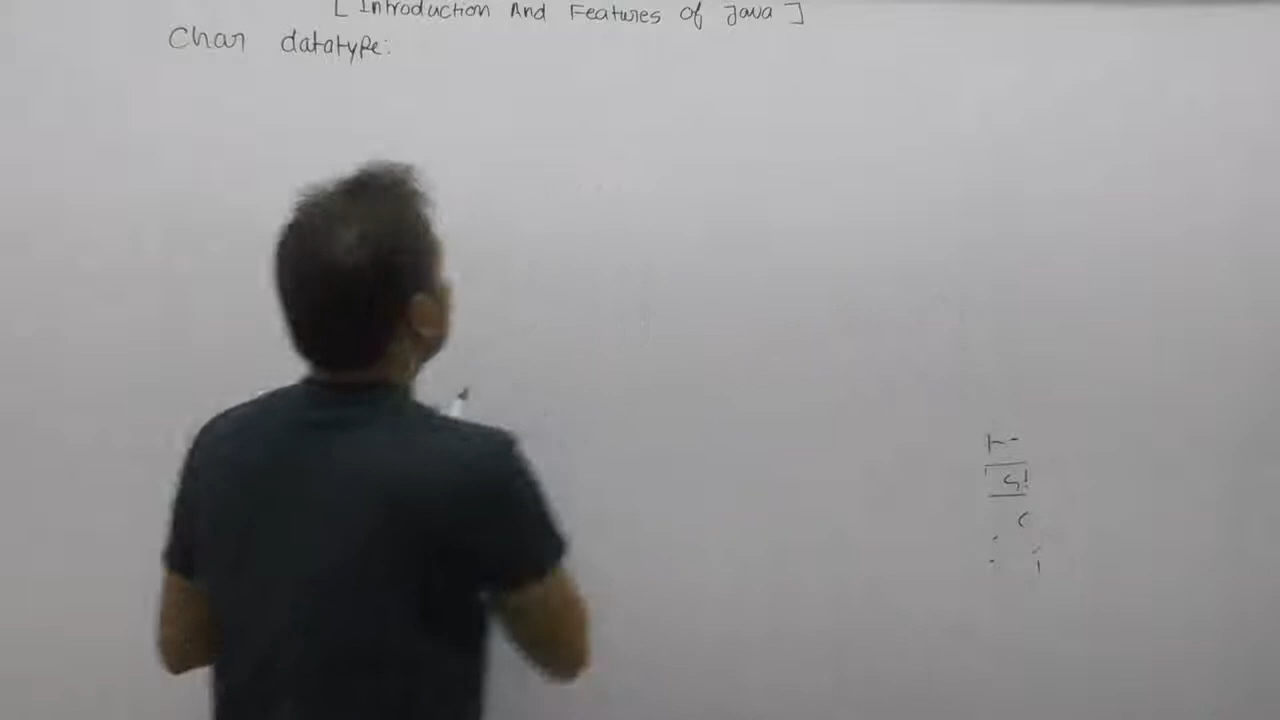 [ Introduction And Features Of Java ]
Char datatype: